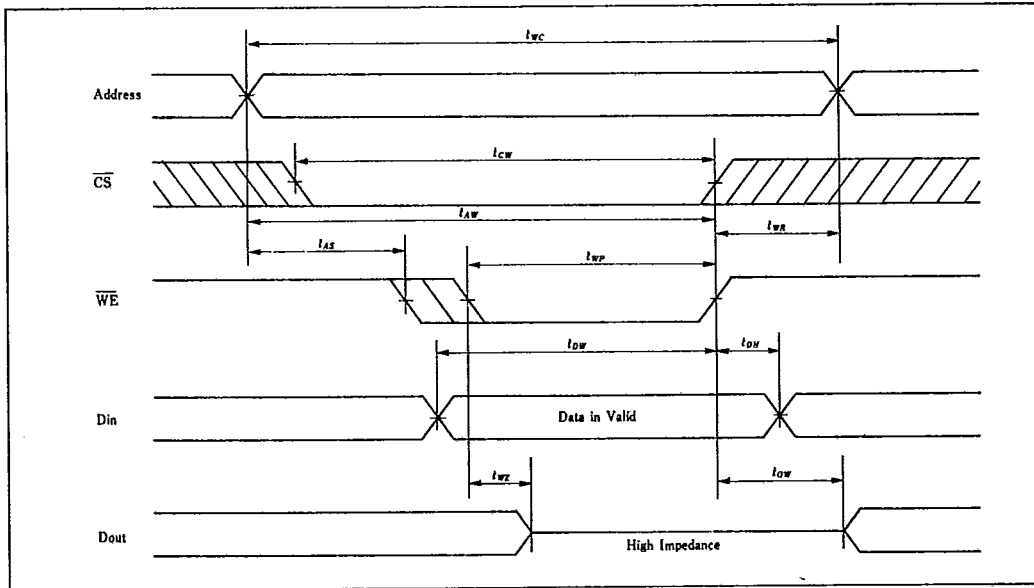 tWC
Address
tCW
CS
tAW
tWR
tAS
tWP
WE
tDW
tDH
Din
Data in Valid
tWZ
tOW
Dout
High Impedance